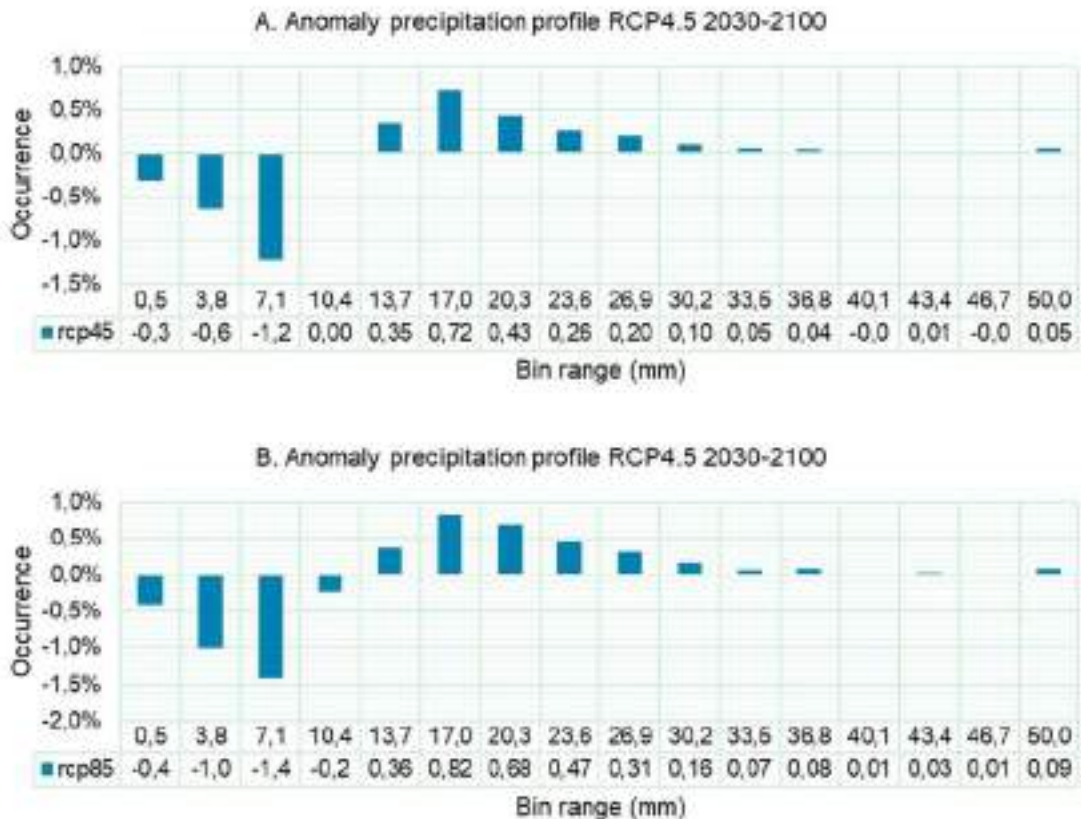 A. Anomaly precipitation profile RCP4.5 2030-2100
1,0%
0,5%
0,0%
-0,5%
-1,0%
-1,5%
Occurrence
0,5 3,8 7,1 10,4 13,7 17,0 20,3 23,6 26,9 30,2 33,5 36,8 40,1 43,4 46,7 50,0
rcp45 -0,3 -0,6 -1,2 0,00 0,35 0,72 0,43 0,26 0,20 0,10 0,05 0,04 -0,0 0,01 -0,0 0,05
Bin range (mm)
B. Anomaly precipitation profile RCP4.5 2030-2100
1,0%
0,5%
0,0%
-0,5%
-1,0%
-1,5%
-2,0%
Occurrence
0,5 3,8 7,1 10,4 13,7 17,0 20,3 23,6 26,9 30,2 33,5 36,8 40,1 43,4 46,7 50,0
rcp85 -0,4 -1,0 -1,4 -0,2 0,36 0,82 0,68 0,47 0,31 0,16 0,07 0,08 0,01 0,03 0,01 0,09
Bin range (mm)